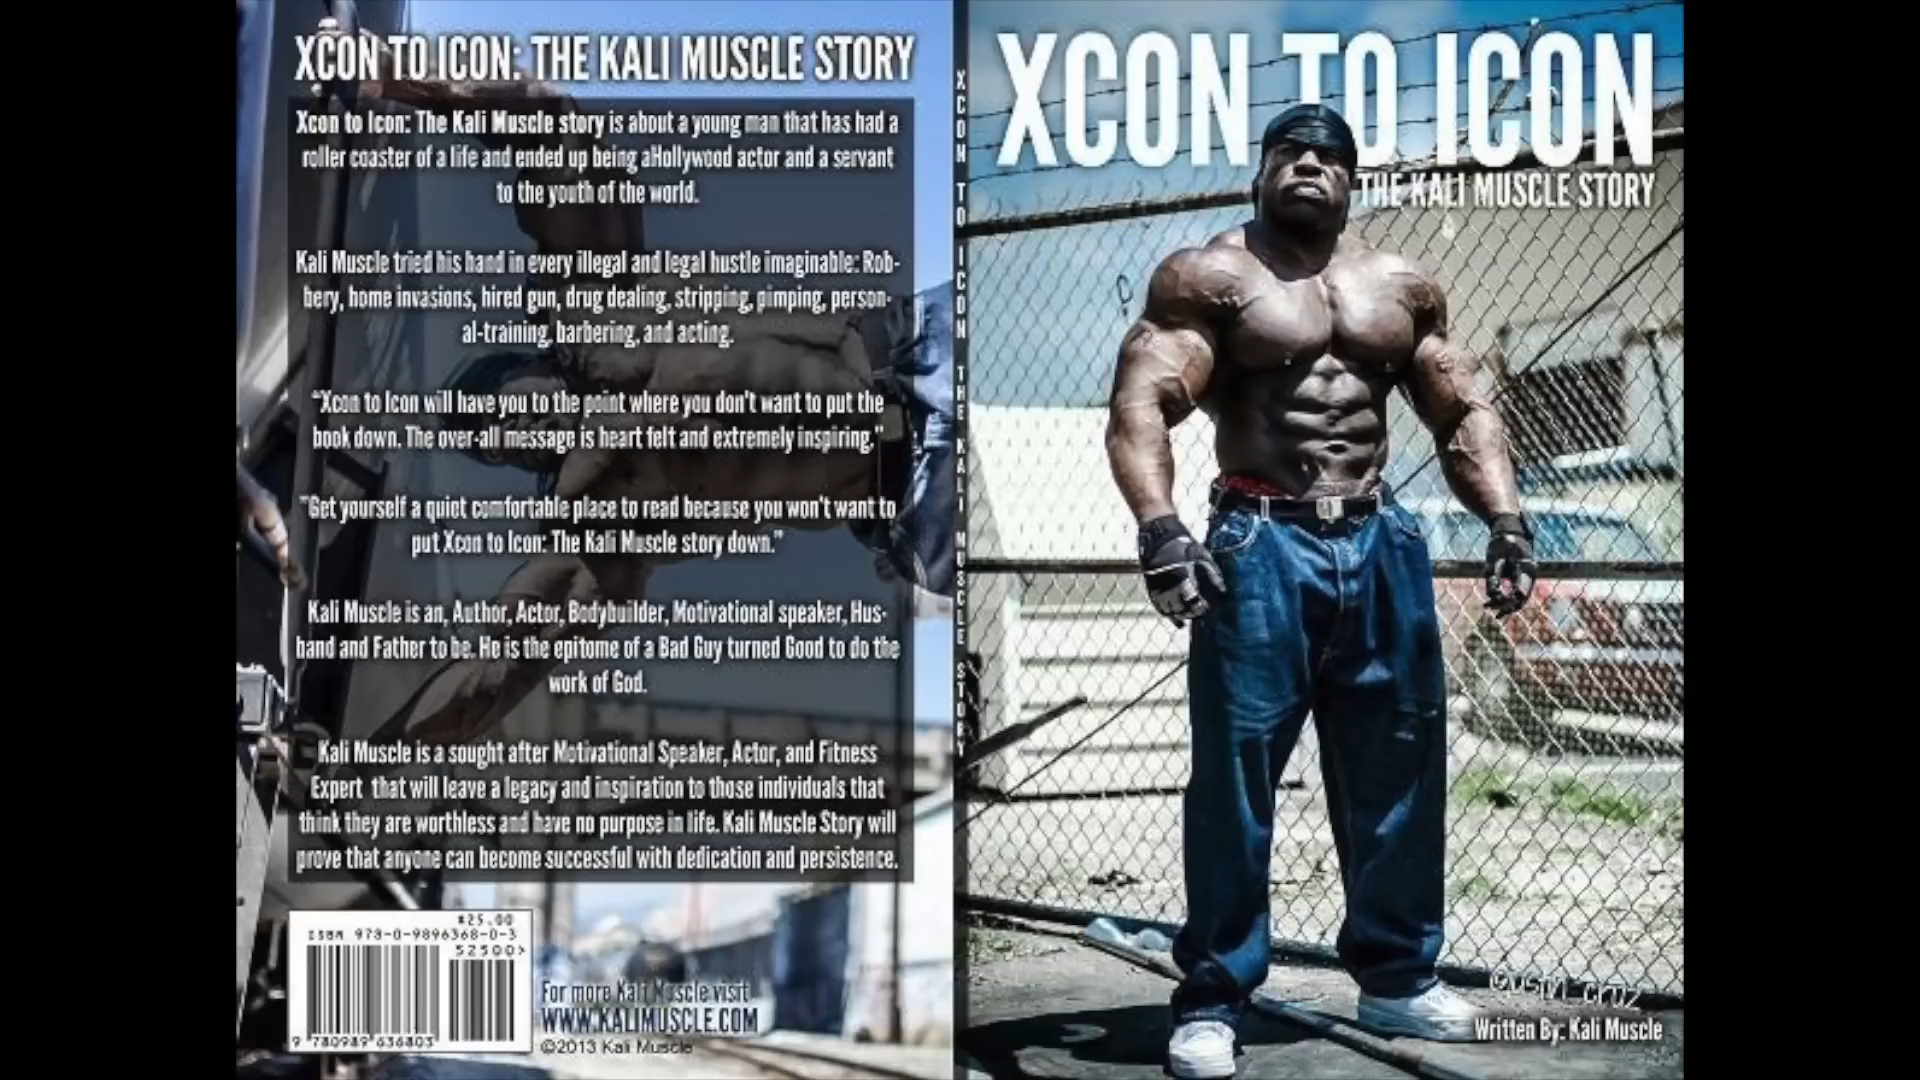 XCON TO ICON: THE KALI MUSCLE STORY
Xcon to Icon: The Kali Muscle story is about a young man that has had a
roller coaster of a life and ended up being aHollywood actor and a servant
to the youth of the world.
Kali Muscle tried his hand in every illegal and legal hustle imaginable: Rob-
bery, home invasions, hired gun, drug dealing, stripping, pimping, person-
al-training, barbering, and acting.
“Xcon to Icon will have you to the point where you don't want to put the
book down. The over-all message is heart felt and extremely inspiring.”
"Get yourself a quiet comfortable place to read because you won't want to
put Xcon to Icon: The Kali Muscle story down.”
Kali Muscle is an, Author, Actor, Bodybuilder, Motivational speaker, Hus-
band and Father to be. He is the epitome of a Bad Guy turned Good to do the
work of God.
Kali Muscle is a sought after Motivational Speaker, Actor, and Fitness
Expert that will leave a legacy and inspiration to those individuals that
think they are worthless and have no purpose in life. Kali Muscle Story will
prove that anyone can become successful with dedication and persistence.
$25.00
ISBN 978-0-9896368-0-3
52500>
9 780989 636803
For more Kali Muscle visit
WWW.KALIMUSCLE.COM
©2013 Kali Muscle
XCON TO ICON THE KALI MUSCLE STORY
XCON TO ICON
THE KALI MUSCLE STORY
Written By: Kali Muscle